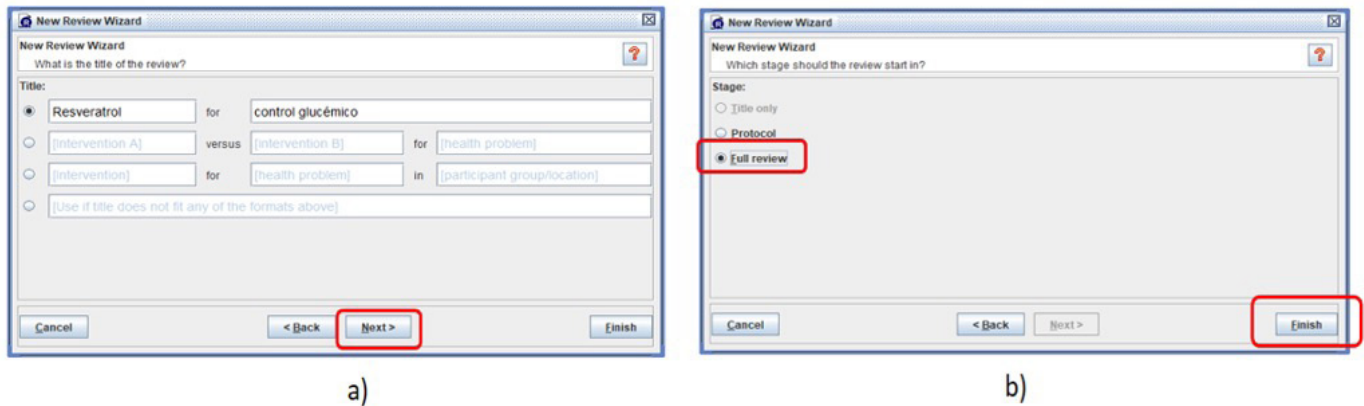 New Review Wizard
New Review Wizard
What is the title of the review?
?
Title:
Resveratrol for control glucémico
[Intervention A] versus [Intervention B] for [health problem]
[Intervention] for [health problem] in [participant group/location]
[Use if title does not fit any of the formats above]
Cancel < Back Next > Finish
a)
New Review Wizard
New Review Wizard
Which stage should the review start in?
?
Stage:
Title only
Protocol
Full review
Cancel < Back Next > Finish
b)